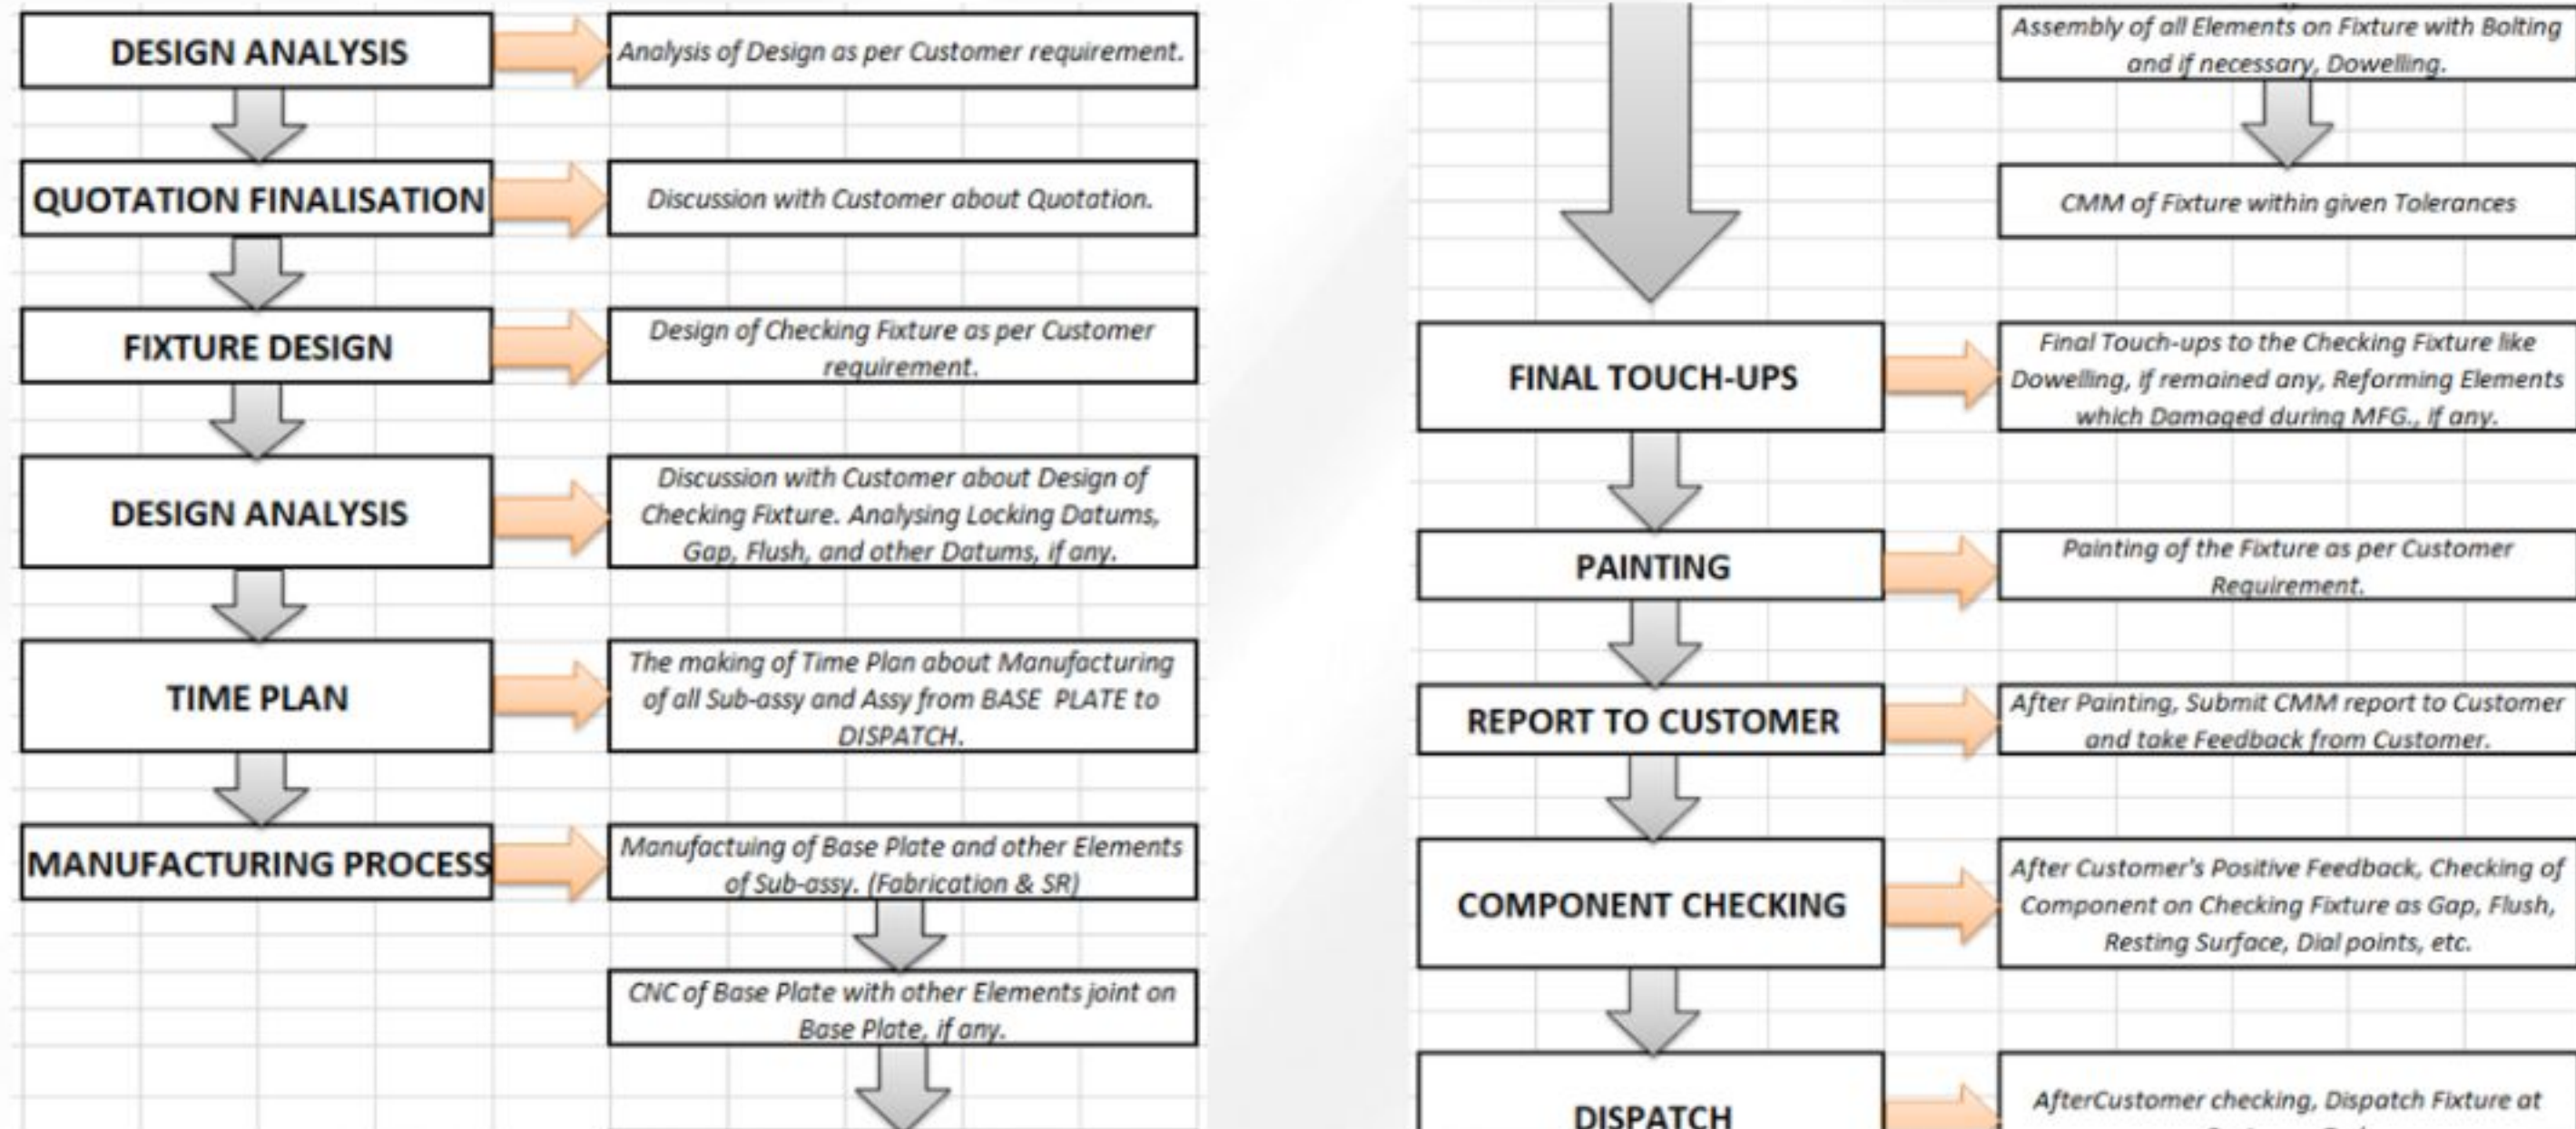 DESIGN ANALYSIS
Analysis of Design as per Customer requirement.
QUOTATION FINALISATION
Discussion with Customer about Quotation.
FIXTURE DESIGN
Design of Checking Fixture as per Customer
requirement.
DESIGN ANALYSIS
Discussion with Customer about Design of
Checking Fixture. Analysing Locking Datums,
Gap, Flush, and other Datums, if any.
TIME PLAN
The making of Time Plan about Manufacturing
of all Sub-assy and Assy from BASE PLATE to
DISPATCH.
MANUFACTURING PROCESS
Manufactuing of Base Plate and other Elements
of Sub-assy. (Fabrication & SR)
CNC of Base Plate with other Elements joint on
Base Plate, if any.
Assembly of all Elements on Fixture with Bolting
and if necessary, Dowelling.
CMM of Fixture within given Tolerances
FINAL TOUCH-UPS
Final Touch-ups to the Checking Fixture like
Dowelling, if remained any, Reforming Elements
which Damaged during MFG., if any.
PAINTING
Painting of the Fixture as per Customer
Requirement.
REPORT TO CUSTOMER
After Painting, Submit CMM report to Customer
and take Feedback from Customer.
COMPONENT CHECKING
After Customer's Positive Feedback, Checking of
Component on Checking Fixture as Gap, Flush,
Resting Surface, Dial points, etc.
DISPATCH
AfterCustomer checking, Dispatch Fixture at